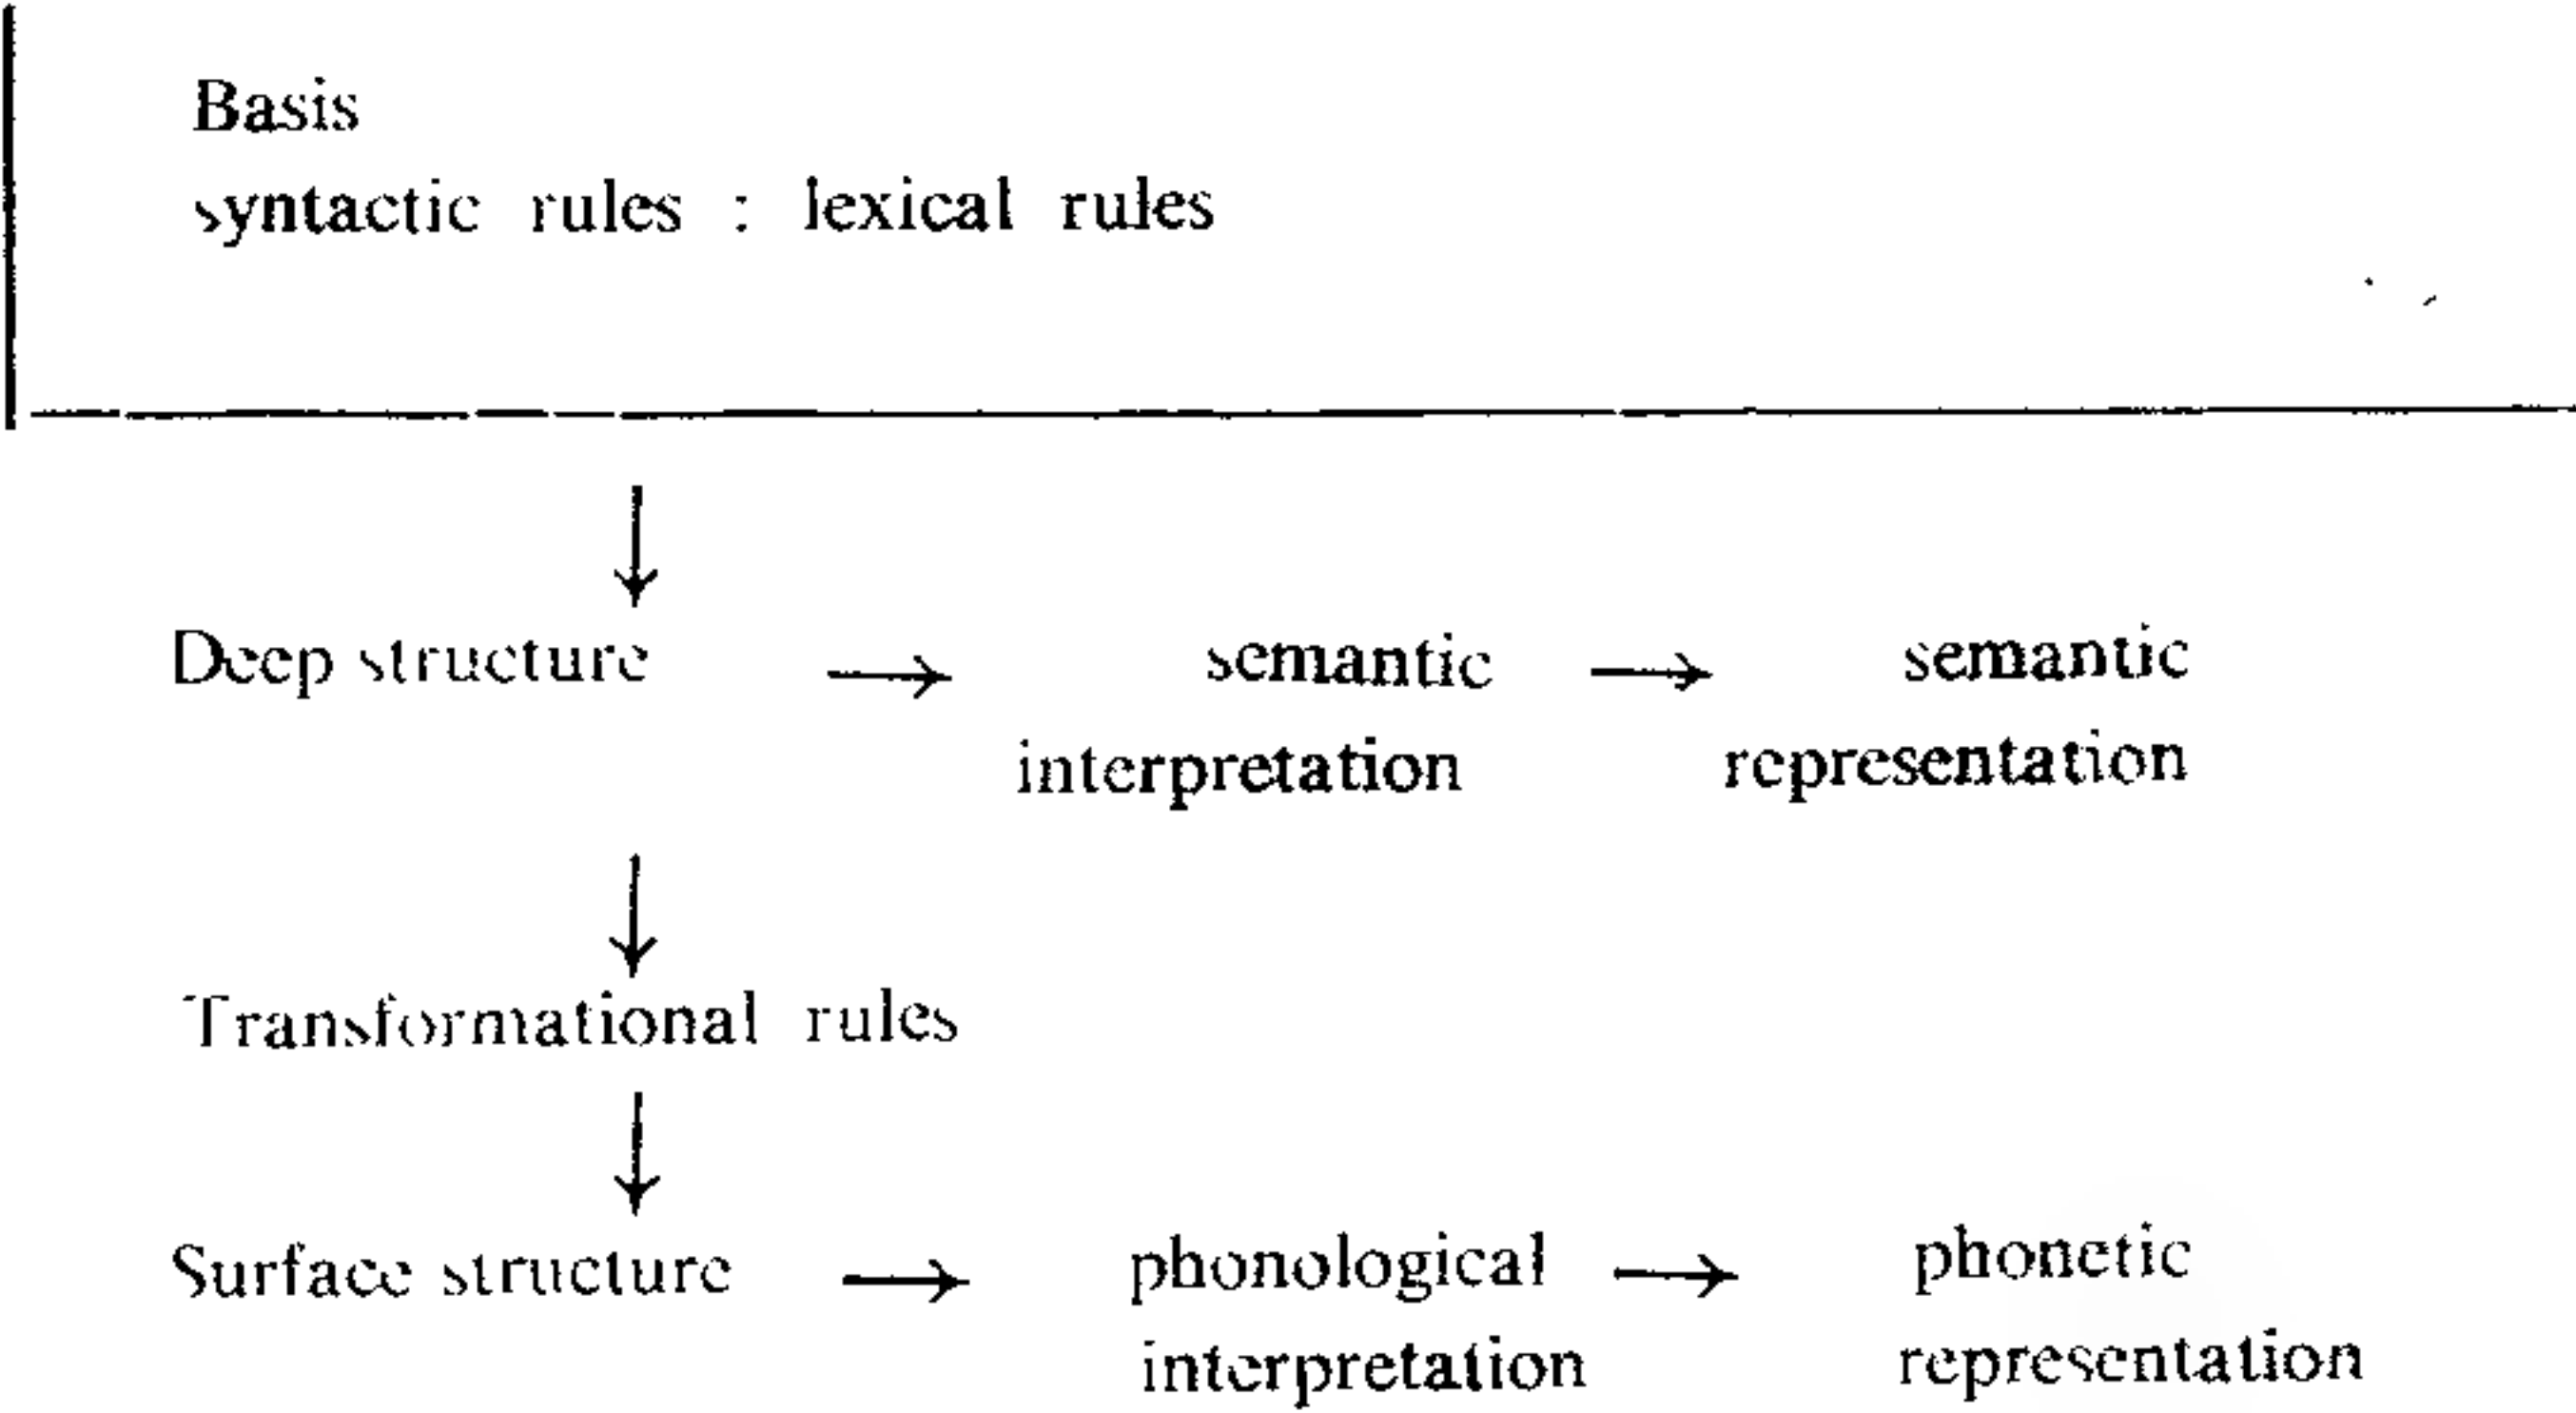 Basis
syntactic rules : lexical rules
Deep structure → semantic → semantic
interpretation representation
Transformational rules
Surface structure → phonological → phonetic
interpretation representation